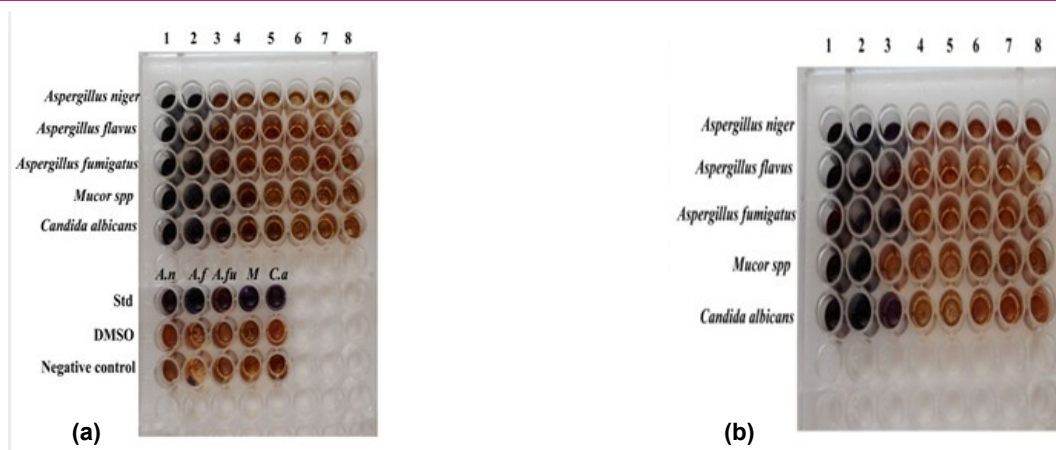 1 2 3 4 5 6 7 8
Aspergillus niger
Aspergillus flavus
Aspergillus fumigatus
Mucor spp
Candida albicans
A.n A.f A.fu M C.a
Std
DMSO
Negative control
(a)
1 2 3 4 5 6 7 8
Aspergillus niger
Aspergillus flavus
Aspergillus fumigatus
Mucor spp
Candida albicans
(b)